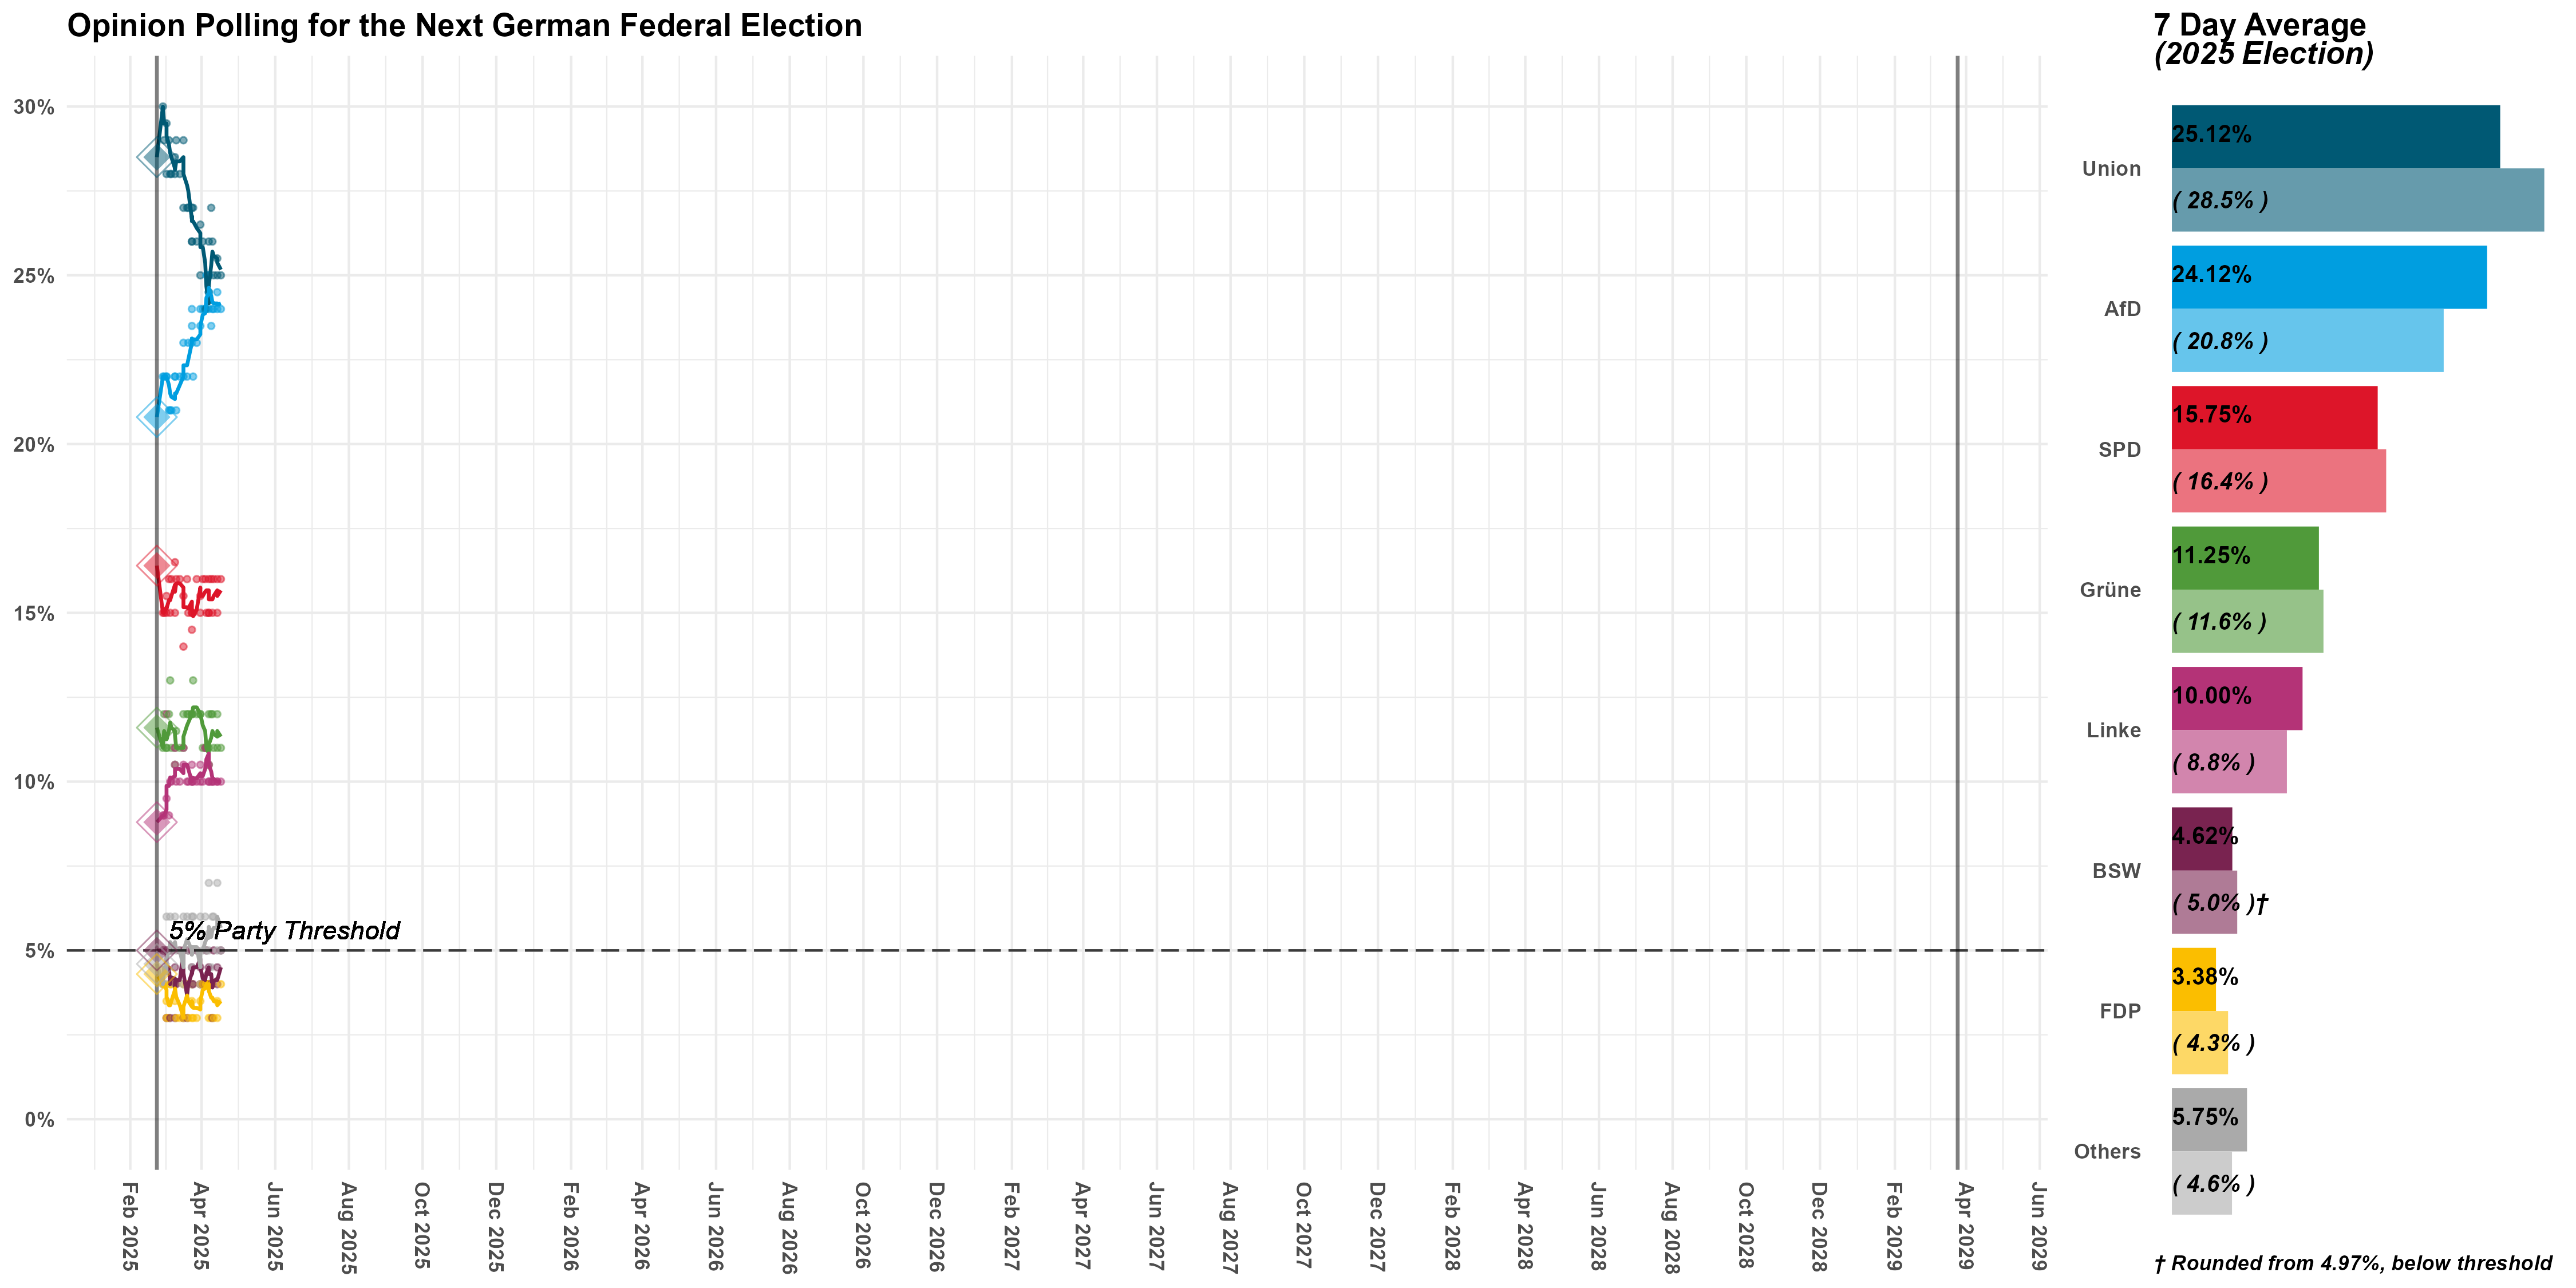 Opinion Polling for the Next German Federal Election
30%
25%
20%
15%
10%
5%
0%
5% Party Threshold
Feb 2025
Apr 2025
Jun 2025
Aug 2025
Oct 2025
Dec 2025
Feb 2026
Apr 2026
Jun 2026
Aug 2026
Oct 2026
Dec 2026
Feb 2027
Apr 2027
Jun 2027
Aug 2027
Oct 2027
Dec 2027
Feb 2028
Apr 2028
Jun 2028
Aug 2028
Oct 2028
Dec 2028
Feb 2029
Apr 2029
Jun 2029
7 Day Average
(2025 Election)
Union
25.12%
( 28.5% )
AfD
24.12%
( 20.8% )
SPD
15.75%
( 16.4% )
Grüne
11.25%
( 11.6% )
Linke
10.00%
( 8.8% )
BSW
4.62%
( 5.0% )†
FDP
3.38%
( 4.3% )
Others
5.75%
( 4.6% )
† Rounded from 4.97%, below threshold